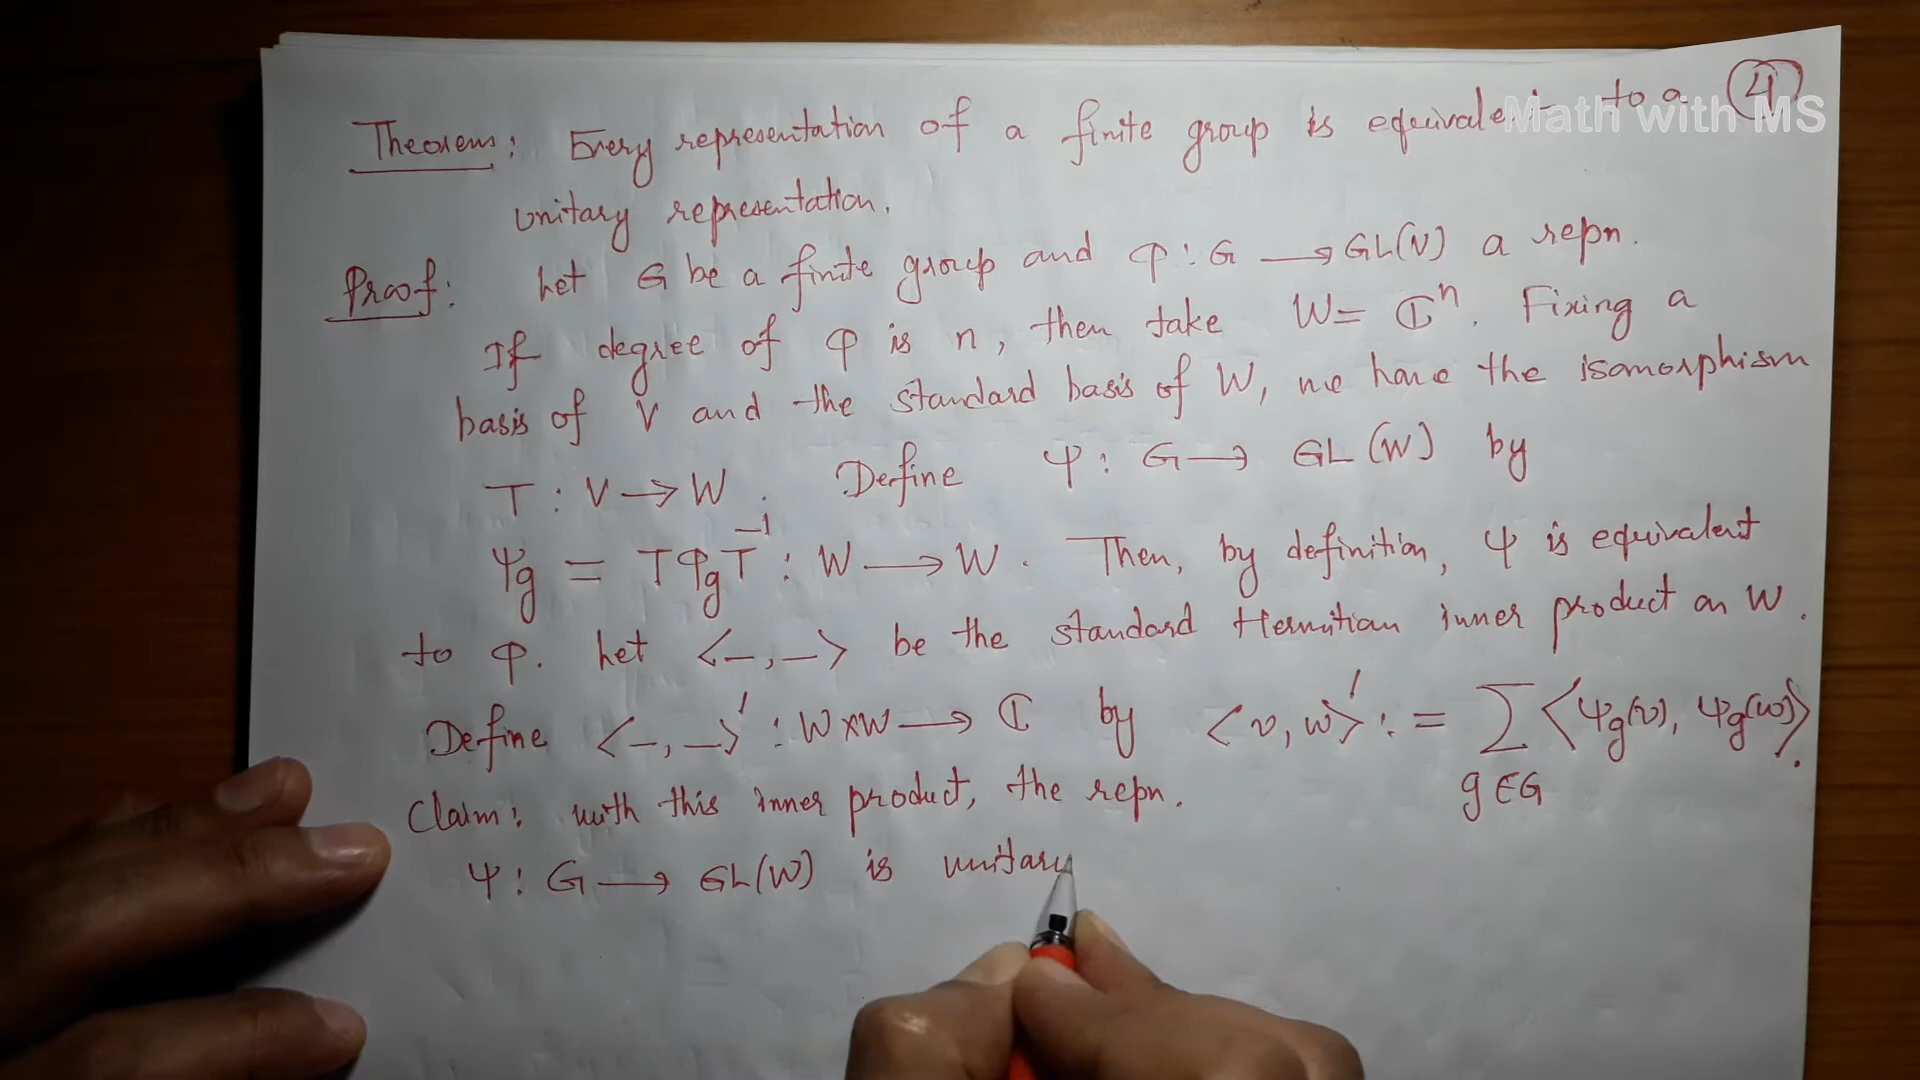 Theorem: Every representation of a finite group is equivalent to a ④
Math with MS
unitary representation.
Proof: Let G be a finite group and φ : G ⟶ GL(V) a repn.
If degree of φ is n, then take W = ℂⁿ. Fixing a
basis of V and the standard basis of W, we have the isomorphism
T : V → W. Define ψ : G → GL(W) by
ψg = TφgT⁻¹ : W ⟶ W. Then, by definition, ψ is equivalent
to φ. Let <–,–> be the standard Hermitian inner product on W.
Define <–,–>' : W×W ⟶ ℂ by <v, w>' := ∑ <ψg(v), ψg(w)>.
g∈G
Claim: with this inner product, the repn.
ψ : G ⟶ GL(W) is unitary